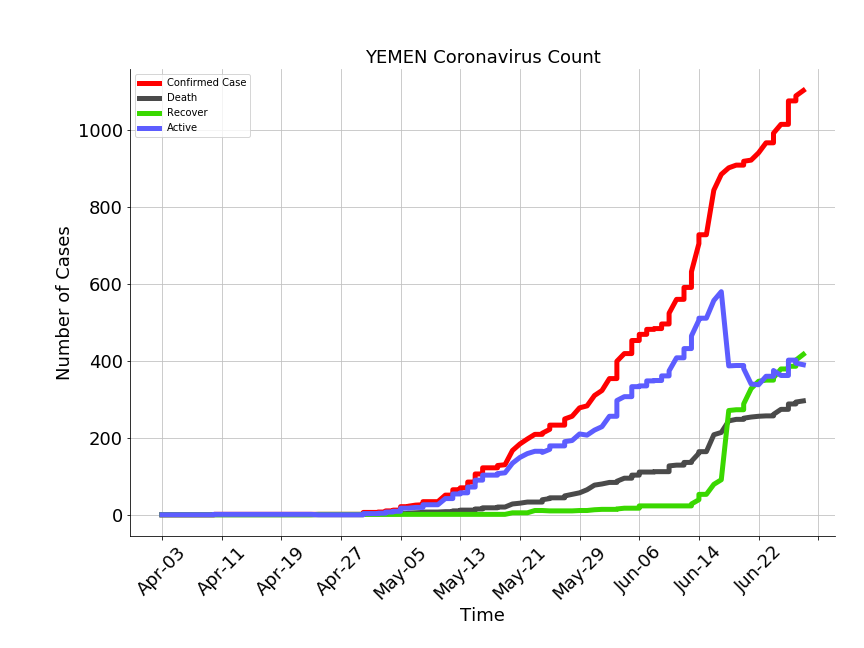 YEMEN Coronavirus Count
Confirmed Case
Death
Recover
Active
Number of Cases
1000
800
600
400
200
0
Apr-03
Apr-11
Apr-19
Apr-27
May-05
May-13
May-21
May-29
Jun-06
Jun-14
Jun-22
Time